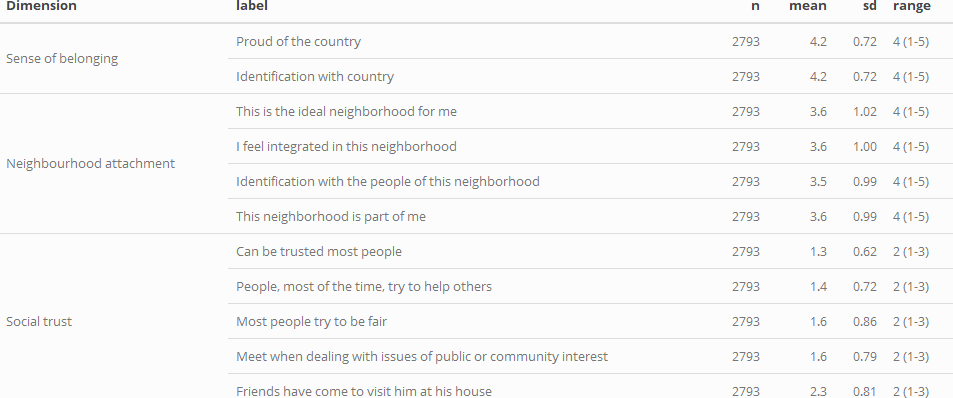 Dimension label n mean sd range
Proud of the country 2793 4.2 0.72 4 (1-5)
Sense of belonging
Identification with country 2793 4.2 0.72 4 (1-5)
This is the ideal neighborhood for me 2793 3.6 1.02 4 (1-5)
I feel integrated in this neighborhood 2793 3.6 1.00 4 (1-5)
Neighbourhood attachment
Identification with the people of this neighborhood 2793 3.5 0.99 4 (1-5)
This neighborhood is part of me 2793 3.6 0.99 4 (1-5)
Can be trusted most people 2793 1.3 0.62 2 (1-3)
People, most of the time, try to help others 2793 1.4 0.72 2 (1-3)
Social trust Most people try to be fair 2793 1.6 0.86 2 (1-3)
Meet when dealing with issues of public or community interest 2793 1.6 0.79 2 (1-3)
Friends have come to visit him at his house 2793 2.3 0.81 2 (1-3)